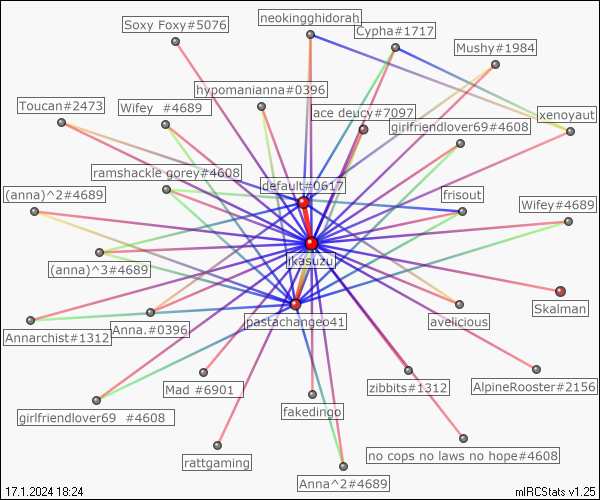 Soxy Foxy#5076
neokingghidorah
Cypha#1717
Mushy#1984
hypomanianna#0396
Toucan#2473
Wifey #4689
ace deucy#7097
xenoyaut
girlfriendlover69#4608
ramshackle gorey#4608
default#0617
(anna)^2#4689
frisout
Wifey#4689
jkasuzu
(anna)^3#4689
Skalman
pastachangeo41
avelicious
Annarchist#1312
Anna.#0396
zibbits#1312
AlpineRooster#2156
Mad #6901
fakedingo
girlfriendlover69 #4608
no cops no laws no hope#4608
rattgaming
Anna^2#4689
17.1.2024 18:24
mIRCStats v1.25